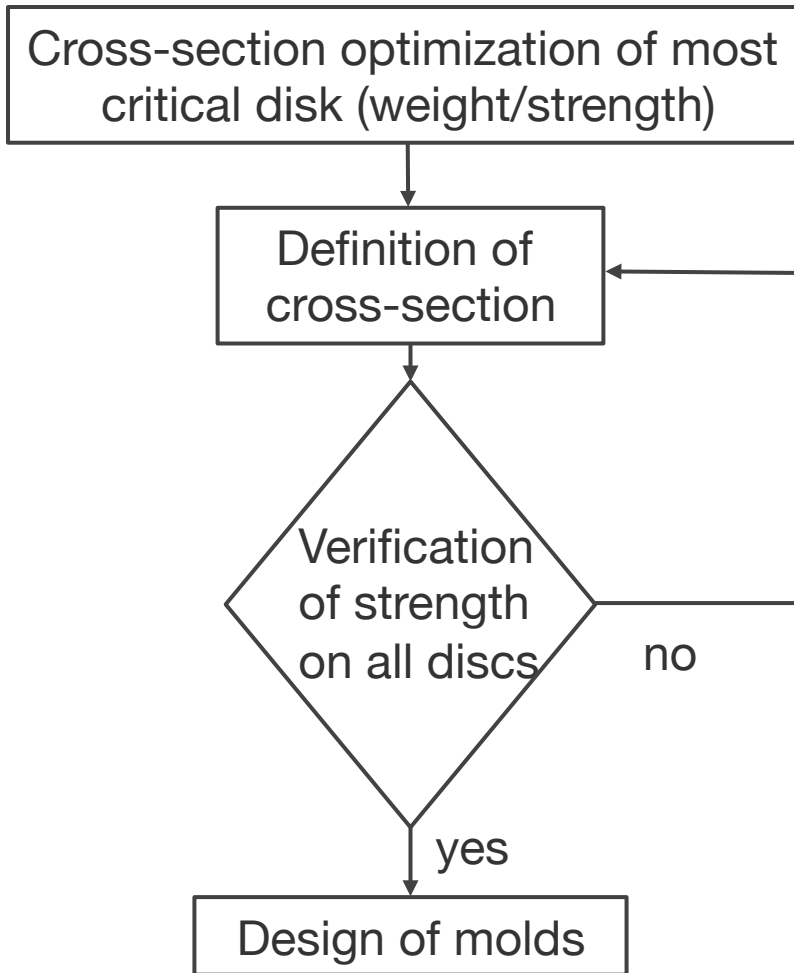 Cross-section optimization of most
critical disk (weight/strength)
Definition of
cross-section
Verification
of strength
on all discs
no
yes
Design of molds